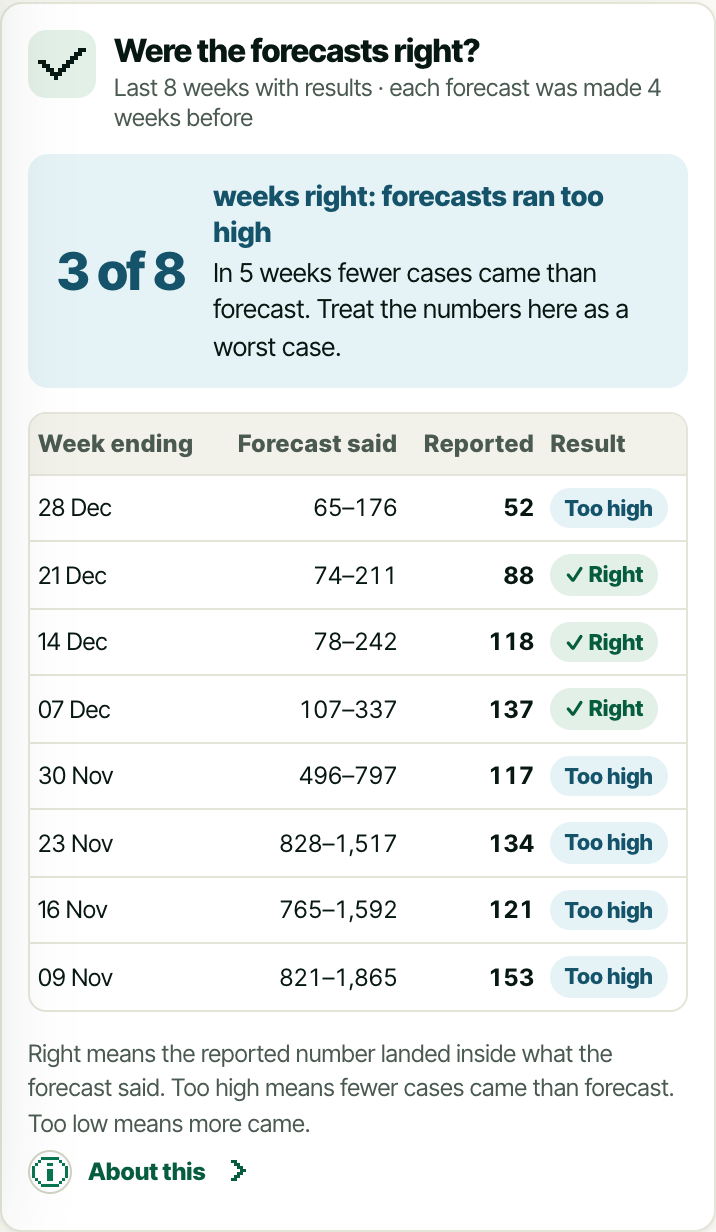 Were the forecasts right?
Last 8 weeks with results · each forecast was made 4
weeks before
3 of 8
weeks right: forecasts ran too
high
In 5 weeks fewer cases came than
forecast. Treat the numbers here as a
worst case.
Week ending Forecast said Reported Result
28 Dec 65–176 52 Too high
21 Dec 74–211 88 ✓ Right
14 Dec 78–242 118 ✓ Right
07 Dec 107–337 137 ✓ Right
30 Nov 496–797 117 Too high
23 Nov 828–1,517 134 Too high
16 Nov 765–1,592 121 Too high
09 Nov 821–1,865 153 Too high
Right means the reported number landed inside what the
forecast said. Too high means fewer cases came than forecast.
Too low means more came.
About this